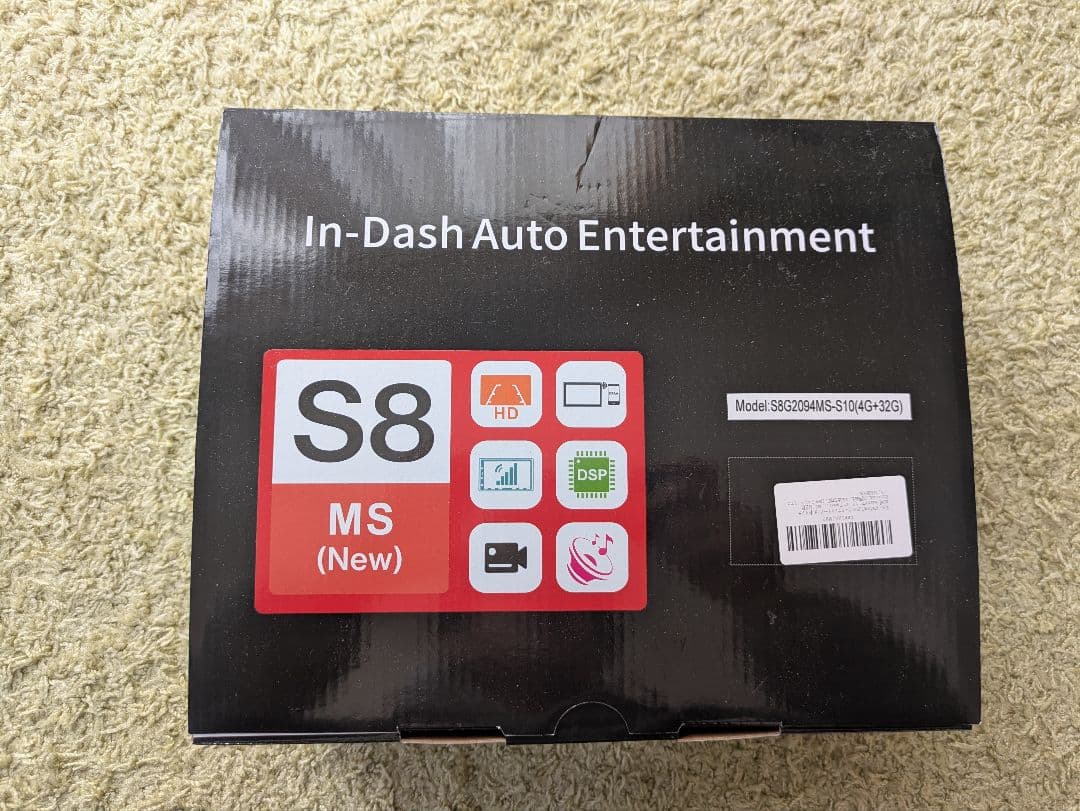 In-Dash Auto Entertainment
S8
MS
(New)
HD
DSP
Model:S8G2094MS-S10(4G+32G)